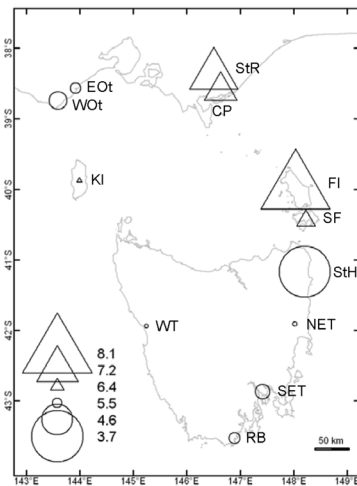 38°S
StR
EOt
WOt
CP
39°S
KI
FI
40°S
SF
41°S
StH
WT
NET
42°S
8.1
7.2
6.4
5.5
4.6
3.7
SET
43°S
RB
50 km
143°E 144°E 145°E 146°E 147°E 148°E 149°E